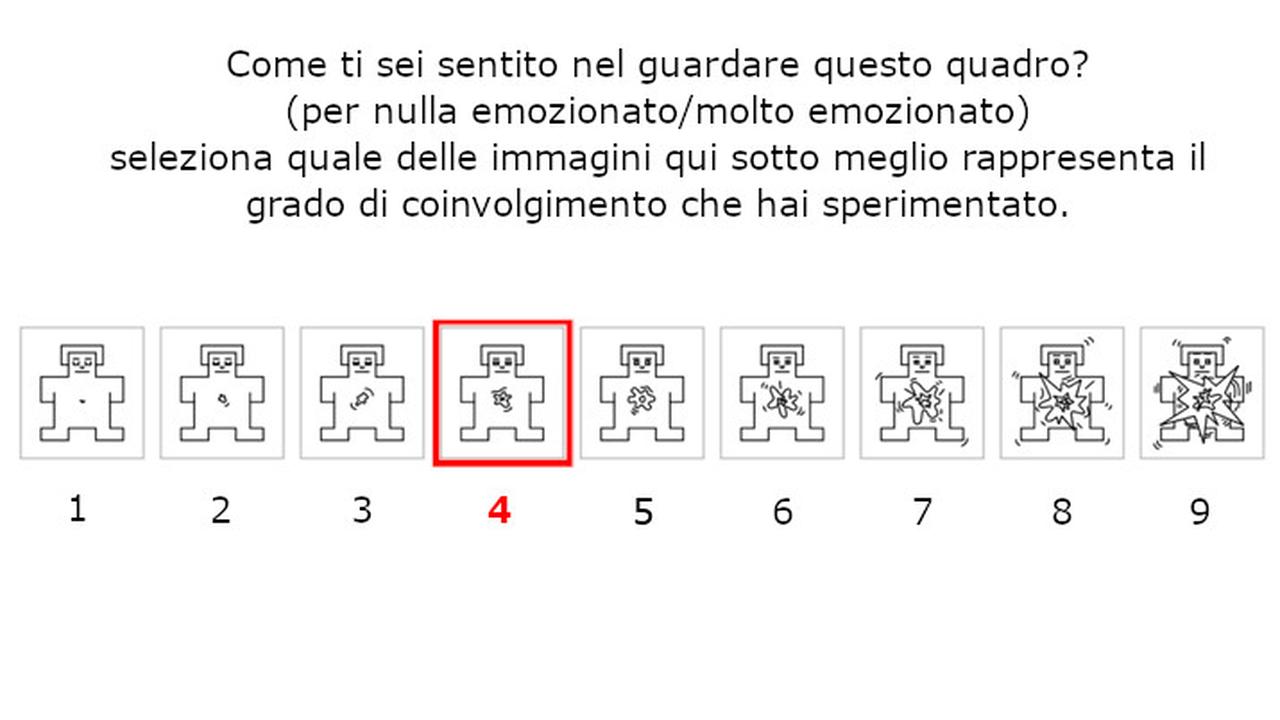 Come ti sei sentito nel guardare questo quadro?
(per nulla emozionato/molto emozionato)
seleziona quale delle immagini qui sotto meglio rappresenta il
grado di coinvolgimento che hai sperimentato.
1 2 3 4 5 6 7 8 9